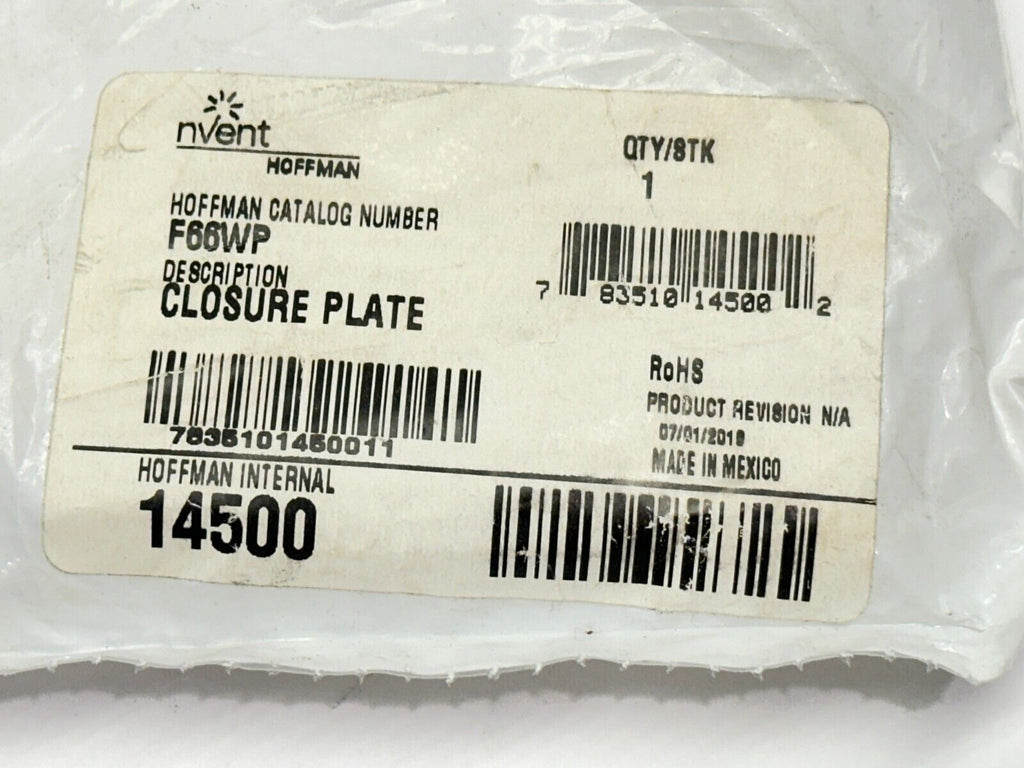 nvent
HOFFMAN
QTY/STK
1
HOFFMAN CATALOG NUMBER
F66WP
DESCRIPTION
CLOSURE PLATE
7 83510 14500 2
7835101450011
RoHS
PRODUCT REVISION N/A
07/01/2018
MADE IN MEXICO
HOFFMAN INTERNAL
14500